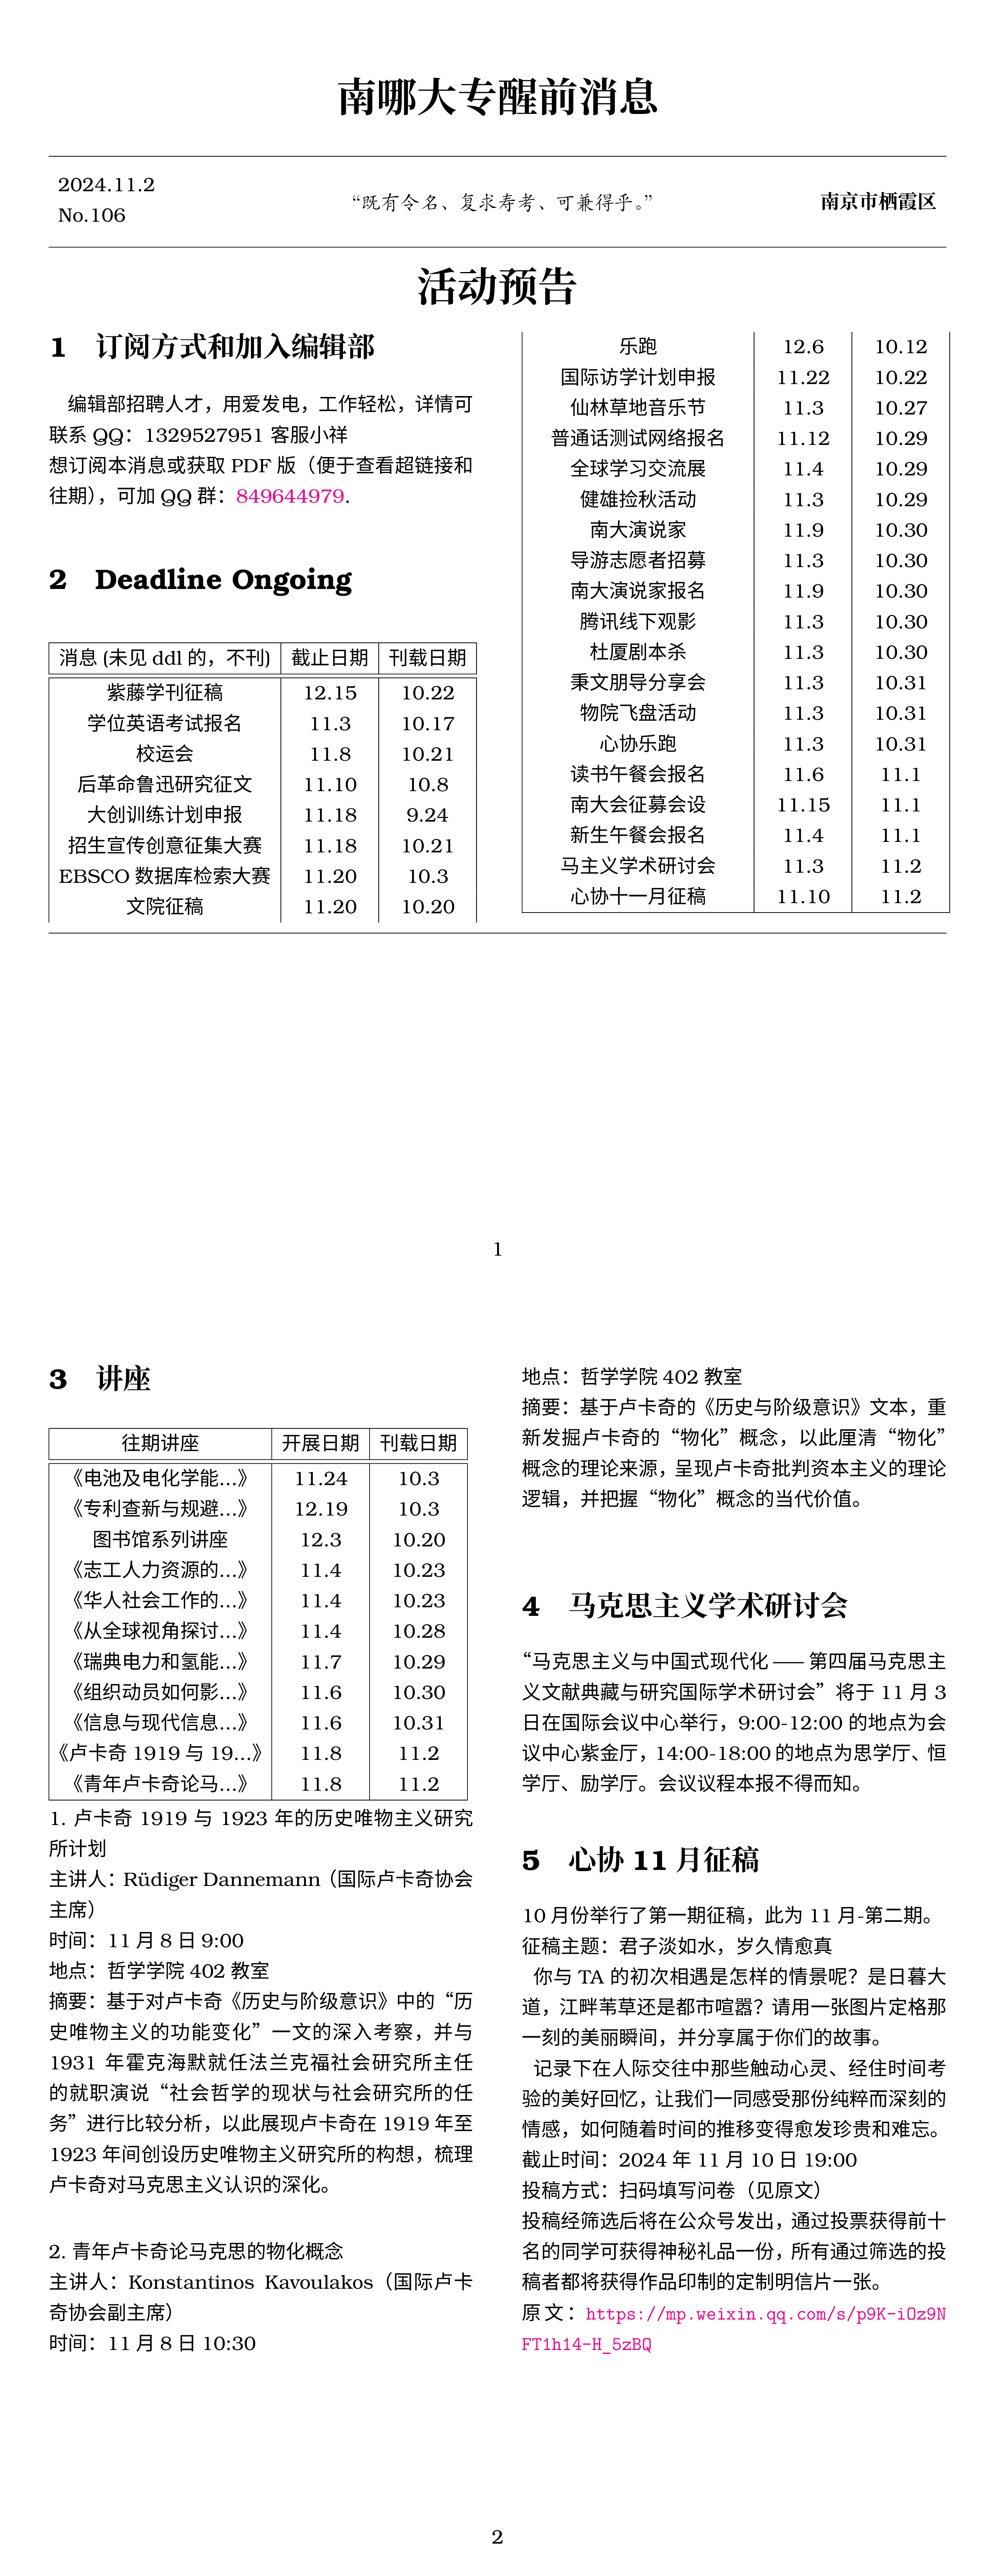 南哪大专醒前消息
2024.11.2
No.106
“既有令名、复求寿考、可兼得乎。”
南京市栖霞区
活动预告
1 订阅方式和加入编辑部
编辑部招聘人才，用爱发电，工作轻松，详情可
联系 QQ：1329527951 客服小祥
想订阅本消息或获取 PDF 版（便于查看超链接和
往期），可加 QQ 群：849644979.
2 Deadline Ongoing
消息 (未见 ddl 的，不刊) 截止日期 刊载日期
紫藤学刊征稿 12.15 10.22
学位英语考试报名 11.3 10.17
校运会 11.8 10.21
后革命鲁迅研究征文 11.10 10.8
大创训练计划申报 11.18 9.24
招生宣传创意征集大赛 11.18 10.21
EBSCO 数据库检索大赛 11.20 10.3
文院征稿 11.20 10.20
乐跑 12.6 10.12
国际访学计划申报 11.22 10.22
仙林草地音乐节 11.3 10.27
普通话测试网络报名 11.12 10.29
全球学习交流展 11.4 10.29
健雄捡秋活动 11.3 10.29
南大演说家 11.9 10.30
导游志愿者招募 11.3 10.30
南大演说家报名 11.9 10.30
腾讯线下观影 11.3 10.30
杜厦剧本杀 11.3 10.30
秉文朋导分享会 11.3 10.31
物院飞盘活动 11.3 10.31
心协乐跑 11.3 10.31
读书午餐会报名 11.6 11.1
南大会征募会设 11.15 11.1
新生午餐会报名 11.4 11.1
马主义学术研讨会 11.3 11.2
心协十一月征稿 11.10 11.2
1
3 讲座
往期讲座 开展日期 刊载日期
《电池及电化学能...》 11.24 10.3
《专利查新与规避...》 12.19 10.3
图书馆系列讲座 12.3 10.20
《志工人力资源的...》 11.4 10.23
《华人社会工作的...》 11.4 10.23
《从全球视角探讨...》 11.4 10.28
《瑞典电力和氢能...》 11.7 10.29
《组织动员如何影...》 11.6 10.30
《信息与现代信息...》 11.6 10.31
《卢卡奇 1919 与 19...》 11.8 11.2
《青年卢卡奇论马...》 11.8 11.2
1. 卢卡奇 1919 与 1923 年的历史唯物主义研究
所计划
主讲人：Rüdiger Dannemann（国际卢卡奇协会
主席）
时间：11 月 8 日 9:00
地点：哲学学院 402 教室
摘要：基于对卢卡奇《历史与阶级意识》中的“历
史唯物主义的功能变化”一文的深入考察，并与
1931 年霍克海默就任法兰克福社会研究所主任
的就职演说“社会哲学的现状与社会研究所的任
务”进行比较分析，以此展现卢卡奇在 1919 年至
1923 年间创设历史唯物主义研究所的构想，梳理
卢卡奇对马克思主义认识的深化。
2. 青年卢卡奇论马克思的物化概念
主讲人：Konstantinos Kavoulakos（国际卢卡
奇协会副主席）
时间：11 月 8 日 10:30
地点：哲学学院 402 教室
摘要：基于卢卡奇的《历史与阶级意识》文本，重
新发掘卢卡奇的“物化”概念，以此厘清“物化”
概念的理论来源，呈现卢卡奇批判资本主义的理论
逻辑，并把握“物化”概念的当代价值。
4 马克思主义学术研讨会
“马克思主义与中国式现代化 —— 第四届马克思主
义文献典藏与研究国际学术研讨会”将于 11 月 3
日在国际会议中心举行，9:00-12:00 的地点为会
议中心紫金厅，14:00-18:00 的地点为思学厅、恒
学厅、励学厅。会议议程本报不得而知。
5 心协 11 月征稿
10 月份举行了第一期征稿，此为 11 月-第二期。
征稿主题：君子淡如水，岁久情愈真
你与 TA 的初次相遇是怎样的情景呢？是日暮大
道，江畔苇草还是都市喧嚣？请用一张图片定格那
一刻的美丽瞬间，并分享属于你们的故事。
记录下在人际交往中那些触动心灵、经住时间考
验的美好回忆，让我们一同感受那份纯粹而深刻的
情感，如何随着时间的推移变得愈发珍贵和难忘。
截止时间：2024 年 11 月 10 日 19:00
投稿方式：扫码填写问卷（见原文）
投稿经筛选后将在公众号发出，通过投票获得前十
名的同学可获得神秘礼品一份，所有通过筛选的投
稿者都将获得作品印制的定制明信片一张。
原文：https://mp.weixin.qq.com/s/p9K-iOz9N
FT1h14-H_5zBQ
2